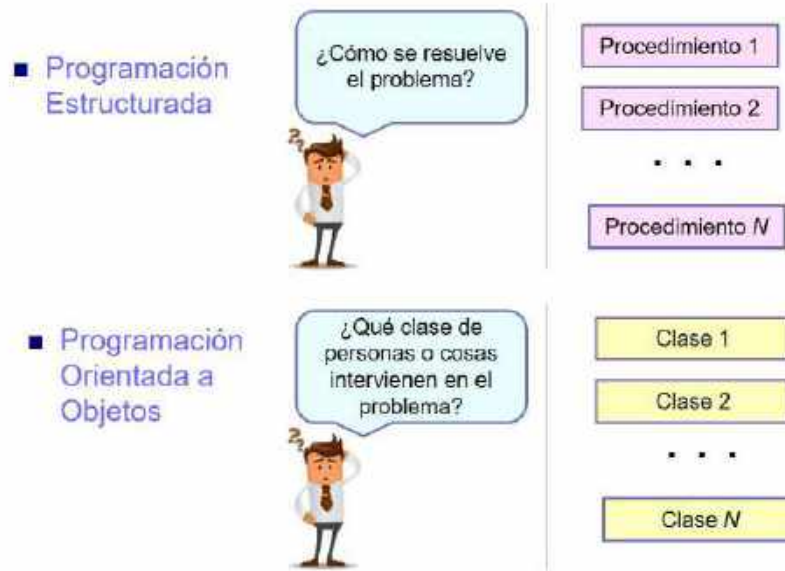 ■ Programación
Estructurada
¿Cómo se resuelve
el problema?
??
Procedimiento 1
Procedimiento 2
. . .
Procedimiento N
■ Programación
Orientada a
Objetos
¿Qué clase de
personas o cosas
intervienen en el
problema?
??
Clase 1
Clase 2
. . .
Clase N